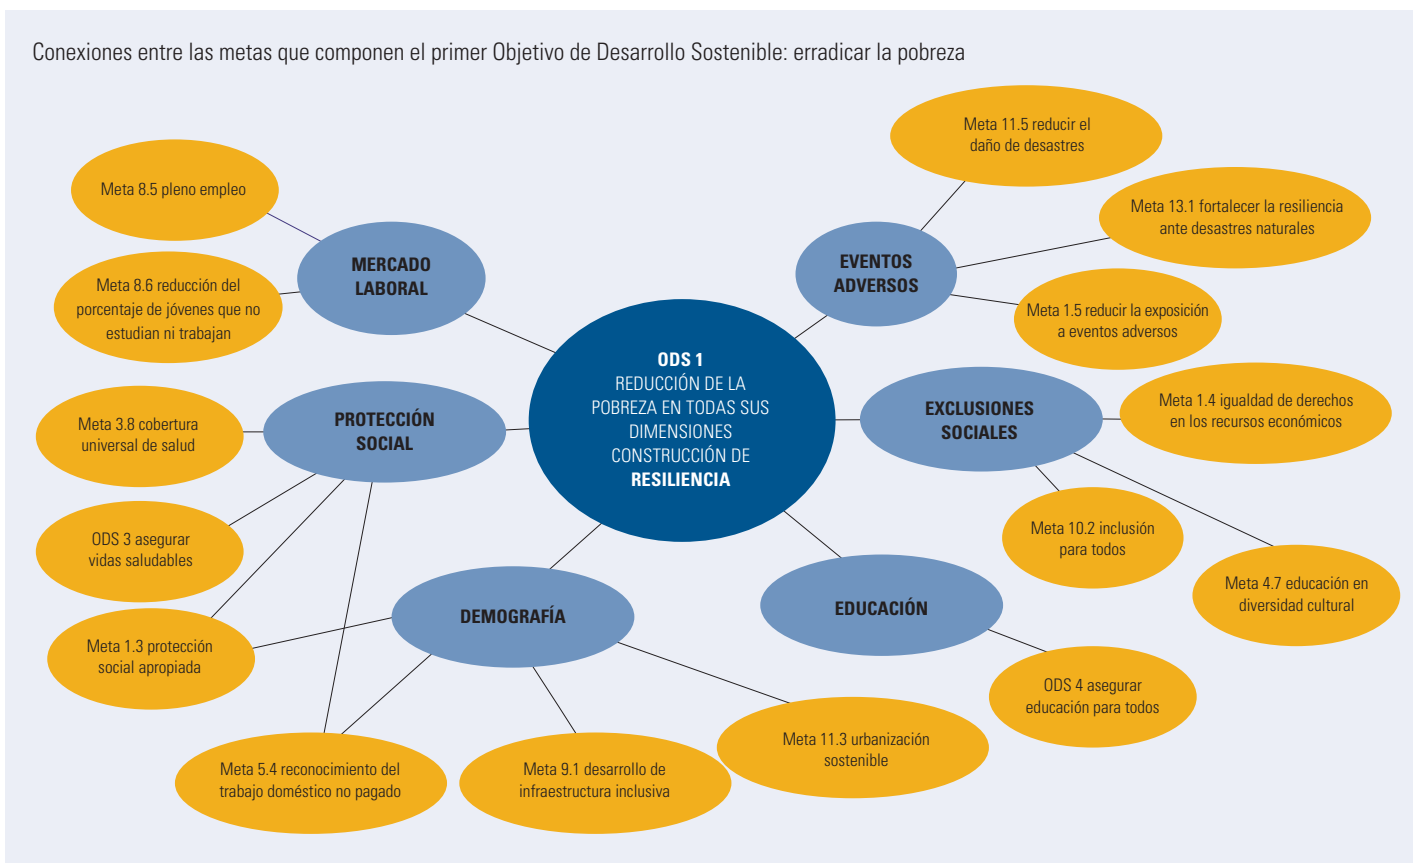 Conexiones entre las metas que componen el primer Objetivo de Desarrollo Sostenible: erradicar la pobreza
Meta 11.5 reducir el
daño de desastres
Meta 8.5 pleno empleo
Meta 13.1 fortalecer la resiliencia
ante desastres naturales
MERCADO
LABORAL
EVENTOS
ADVERSOS
Meta 8.6 reducción del
porcentaje de jóvenes que no
estudian ni trabajan
Meta 1.5 reducir la exposición
a eventos adversos
ODS 1
REDUCCIÓN DE LA
POBREZA EN TODAS SUS
DIMENSIONES
CONSTRUCCIÓN DE
RESILIENCIA
Meta 3.8 cobertura
universal de salud
PROTECCIÓN
SOCIAL
EXCLUSIONES
SOCIALES
Meta 1.4 igualdad de derechos
en los recursos económicos
ODS 3 asegurar
vidas saludables
Meta 10.2 inclusión
para todos
Meta 4.7 educación en
diversidad cultural
DEMOGRAFÍA
EDUCACIÓN
Meta 1.3 protección
social apropiada
ODS 4 asegurar
educación para todos
Meta 11.3 urbanización
sostenible
Meta 5.4 reconocimiento del
trabajo doméstico no pagado
Meta 9.1 desarrollo de
infraestructura inclusiva